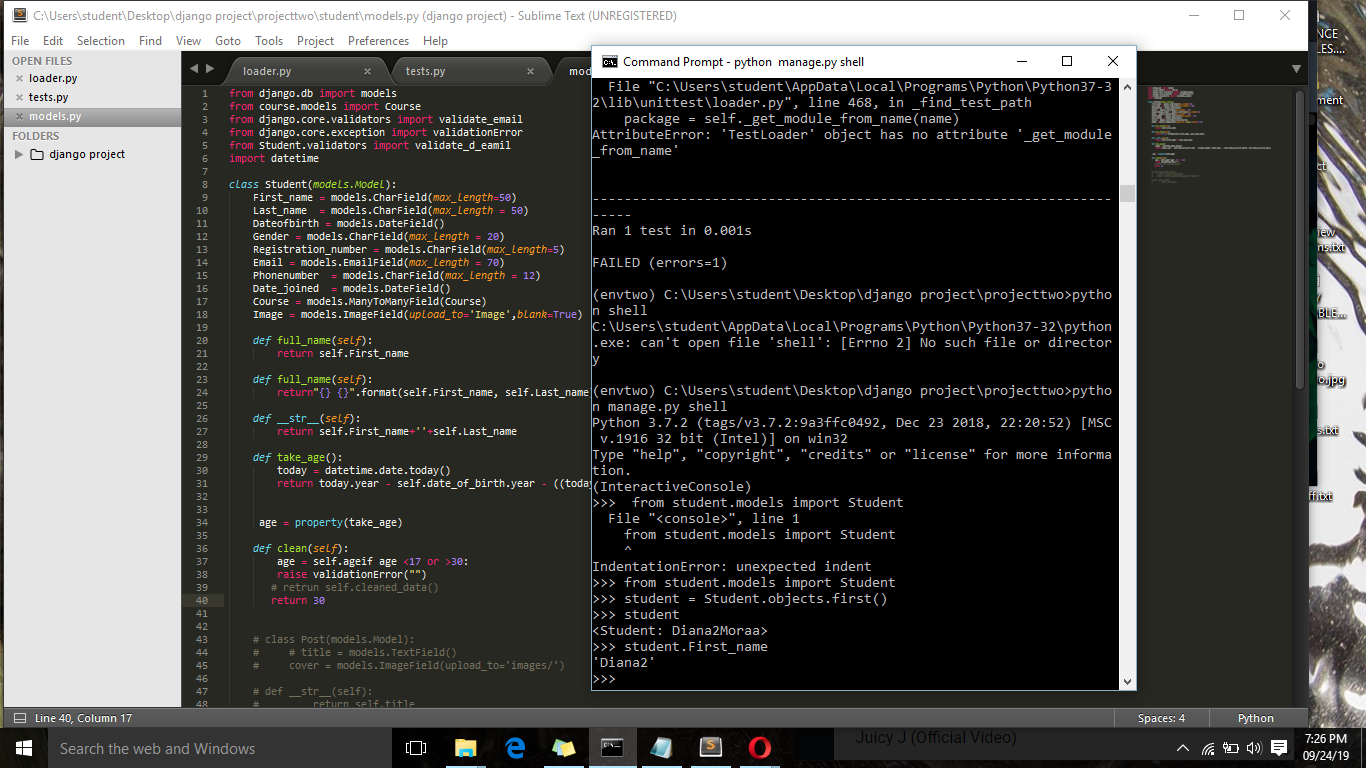 C:\Users\student\Desktop\django project\projecttwo\student\models.py (django project) - Sublime Text (UNREGISTERED)
File Edit Selection Find View Goto Tools Project Preferences Help
OPEN FILES
loader.py
tests.py
models.py
FOLDERS
django project
loader.py tests.py mod
1 from django.db import models
2 from course.models import Course
3 from django.core.validators import validate_email
4 from django.core.exception import validationError
5 from Student.validators import validate_d_eamil
6 import datetime
7
8 class Student(models.Model):
9 First_name = models.CharField(max_length=50)
10 Last_name  = models.CharField(max_length = 50)
11 Dateofbirth = models.DateField()
12 Gender = models.CharField(max_length = 20)
13 Registration_number = models.CharField(max_length=5)
14 Email = models.EmailField(max_length = 70)
15 Phonenumber  = models.CharField(max_length = 12)
16 Date_joined  = models.DateField()
17 Course = models.ManyToManyField(Course)
18 Image = models.ImageField(upload_to='Image',blank=True)
19
20 def full_name(self):
21 return self.First_name
22
23 def full_name(self):
24 return"{} {}".format(self.First_name, self.Last_name
25
26 def __str__(self):
27 return self.First_name+''+self.Last_name
28
29 def take_age():
30 today = datetime.date.today()
31 return today.year - self.date_of_birth.year - ((today
32
33
34 age = property(take_age)
35
36 def clean(self):
37 age = self.ageif age <17 or >30:
38 raise validationError("")
39 # retrun self.cleaned_data()
40 return 30
41
42
43 # class Post(models.Model):
44 #     # title = models.TextField()
45 #     cover = models.ImageField(upload_to='images/')
46
47 # def __str__(self):
48 #         return self.title
Command Prompt - python  manage.py shell
File "C:\Users\student\AppData\Local\Programs\Python\Python37-3
2\lib\unittest\loader.py", line 468, in _find_test_path
package = self._get_module_from_name(name)
AttributeError: 'TestLoader' object has no attribute '_get_module
_from_name'
-----------------------------------------------------------------
-----
Ran 1 test in 0.001s
FAILED (errors=1)
(envtwo) C:\Users\student\Desktop\django project\projecttwo>pytho
n shell
C:\Users\student\AppData\Local\Programs\Python\Python37-32\python
.exe: can't open file 'shell': [Errno 2] No such file or director
y
(envtwo) C:\Users\student\Desktop\django project\projecttwo>pytho
n manage.py shell
Python 3.7.2 (tags/v3.7.2:9a3ffc0492, Dec 23 2018, 22:20:52) [MSC
v.1916 32 bit (Intel)] on win32
Type "help", "copyright", "credits" or "license" for more informa
tion.
(InteractiveConsole)
>>>  from student.models import Student
File "<console>", line 1
from student.models import Student
^
IndentationError: unexpected indent
>>> from student.models import Student
>>> student = Student.objects.first()
>>> student
<Student: Diana2Moraa>
>>> student.First_name
'Diana2'
>>>
Line 40, Column 17 Spaces: 4 Python
Juicy J (Official Video)
Search the web and Windows
7:26 PM
09/24/19